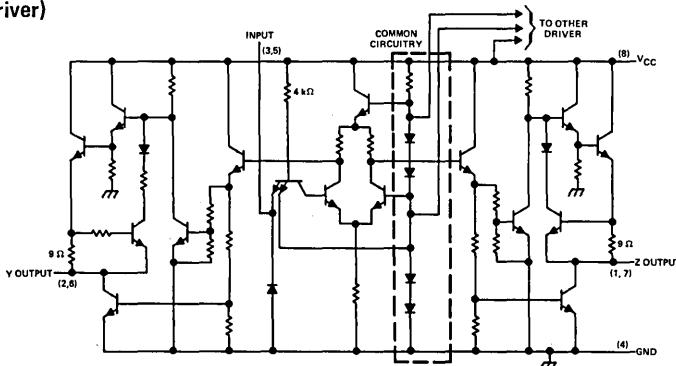 river)
INPUT
(3,5)
COMMON
CIRCUITRY
TO OTHER
DRIVER
(8)
VCC
4 kΩ
9 Ω
Y OUTPUT
(2,6)
9 Ω
Z OUTPUT
(1, 7)
(4)
GND